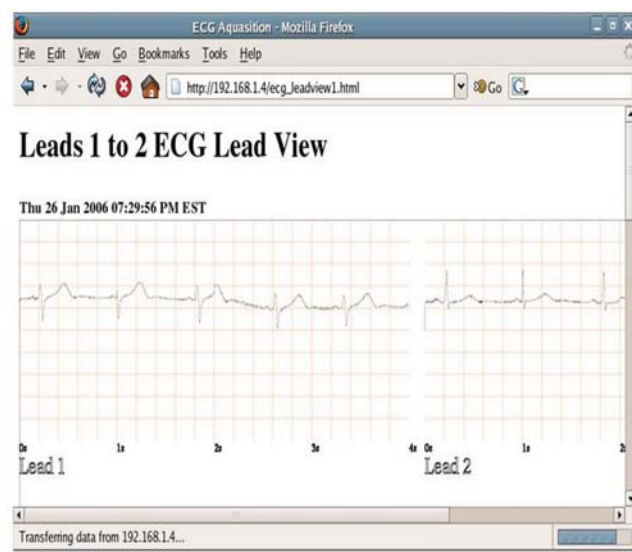 ECG Aquasition - Mozilla Firefox
File Edit View Go Bookmarks Tools Help
http://192.168.1.4/ecg_leadview1.html Go G
Leads 1 to 2 ECG Lead View
Thu 26 Jan 2006 07:29:56 PM EST
0s 1s 2s 3s 4s 0s 1s 2s
Lead 1 Lead 2
Transferring data from 192.168.1.4...